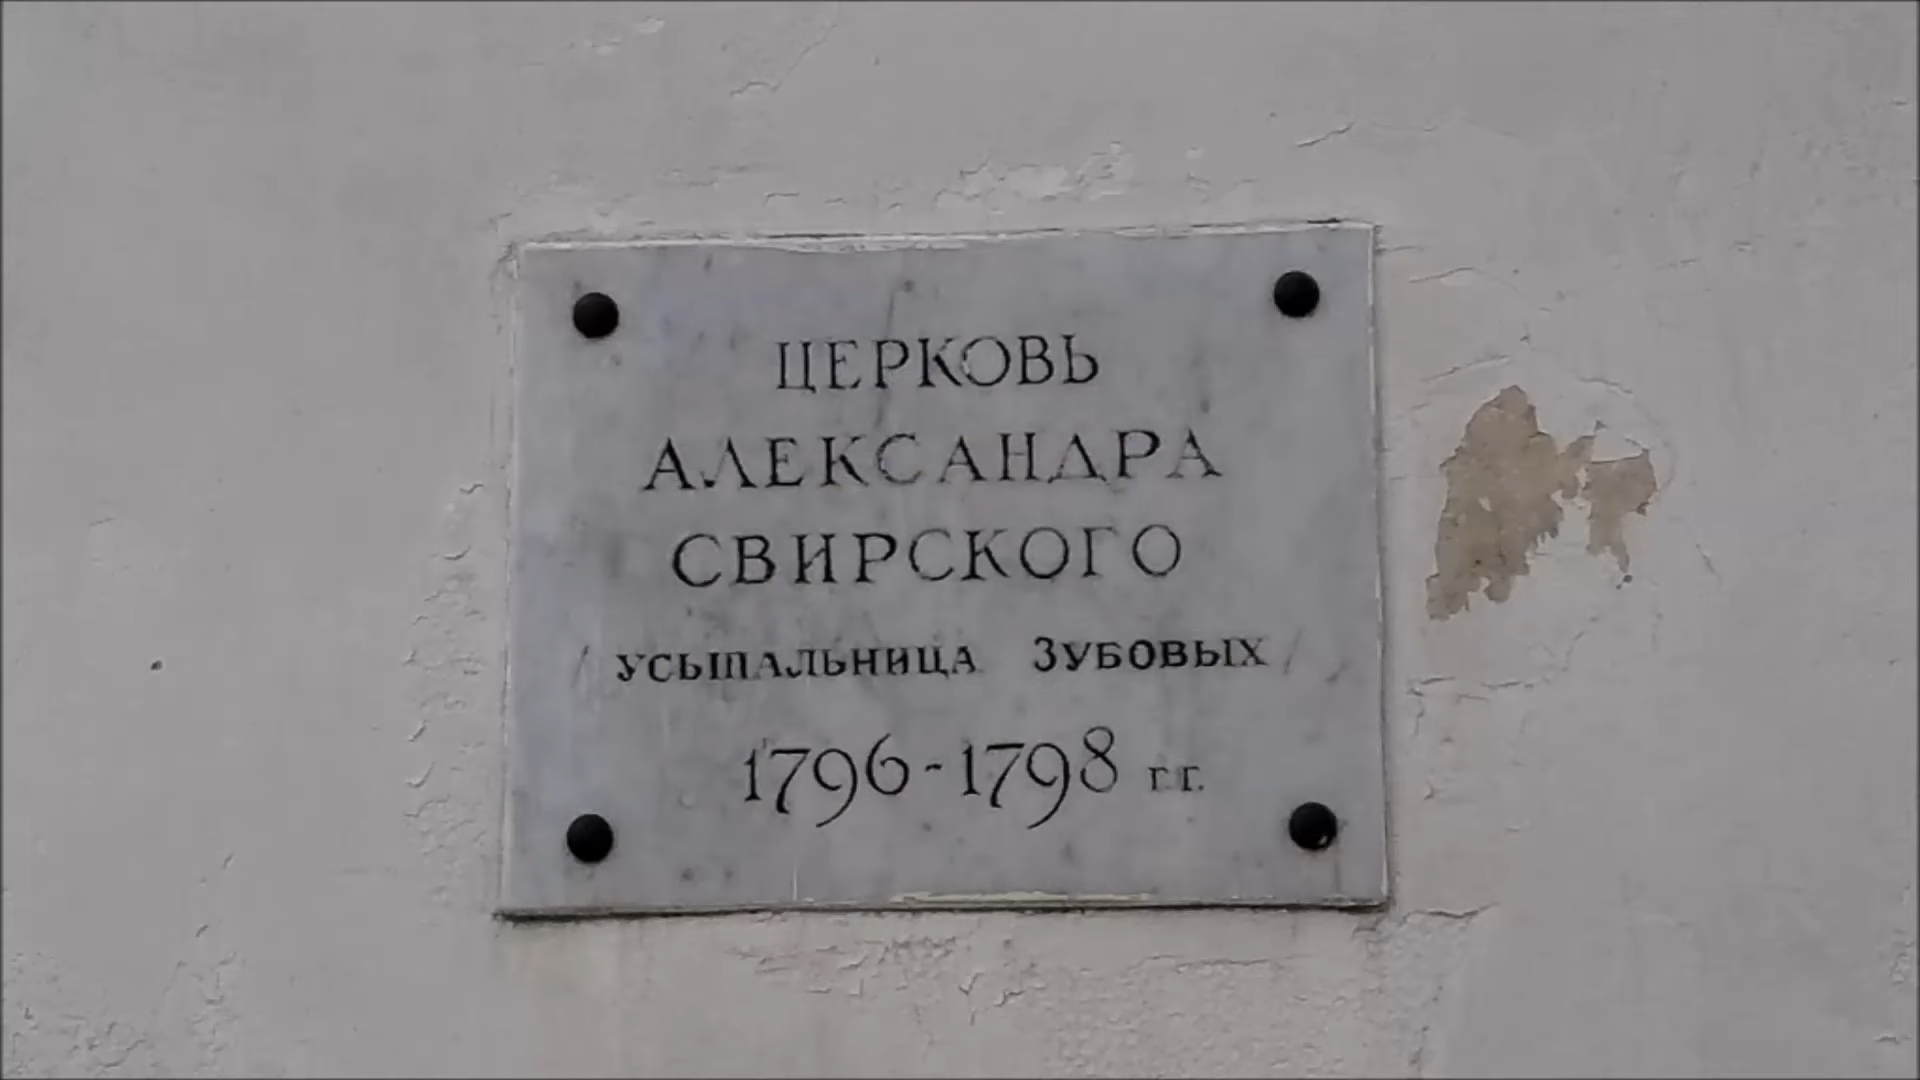 ЦЕРКОВЬ
АЛЕКСАНДРА
СВИРСКОГО
/ УСЫПАЛЬНИЦА ЗУБОВЫХ /
1796-1798 г.г.